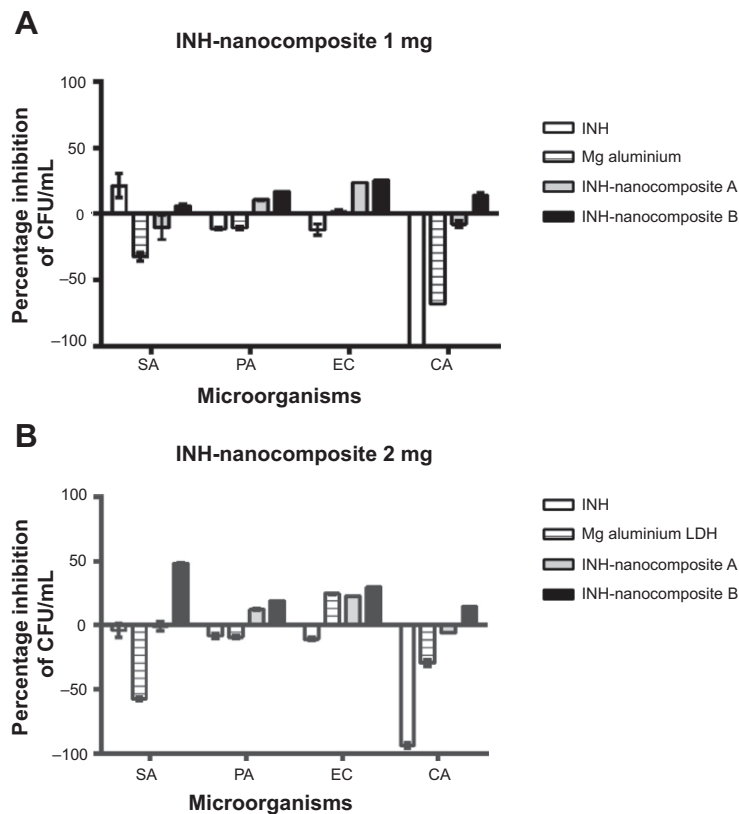 A
INH-nanocomposite 1 mg
Percentage inhibition
of CFU/mL
100
50
0
–50
–100
SA PA EC CA
Microorganisms
INH
Mg aluminium
INH-nanocomposite A
INH-nanocomposite B
B
INH-nanocomposite 2 mg
Percentage inhibition
of CFU/mL
100
50
0
–50
–100
SA PA EC CA
Microorganisms
INH
Mg aluminium LDH
INH-nanocomposite A
INH-nanocomposite B